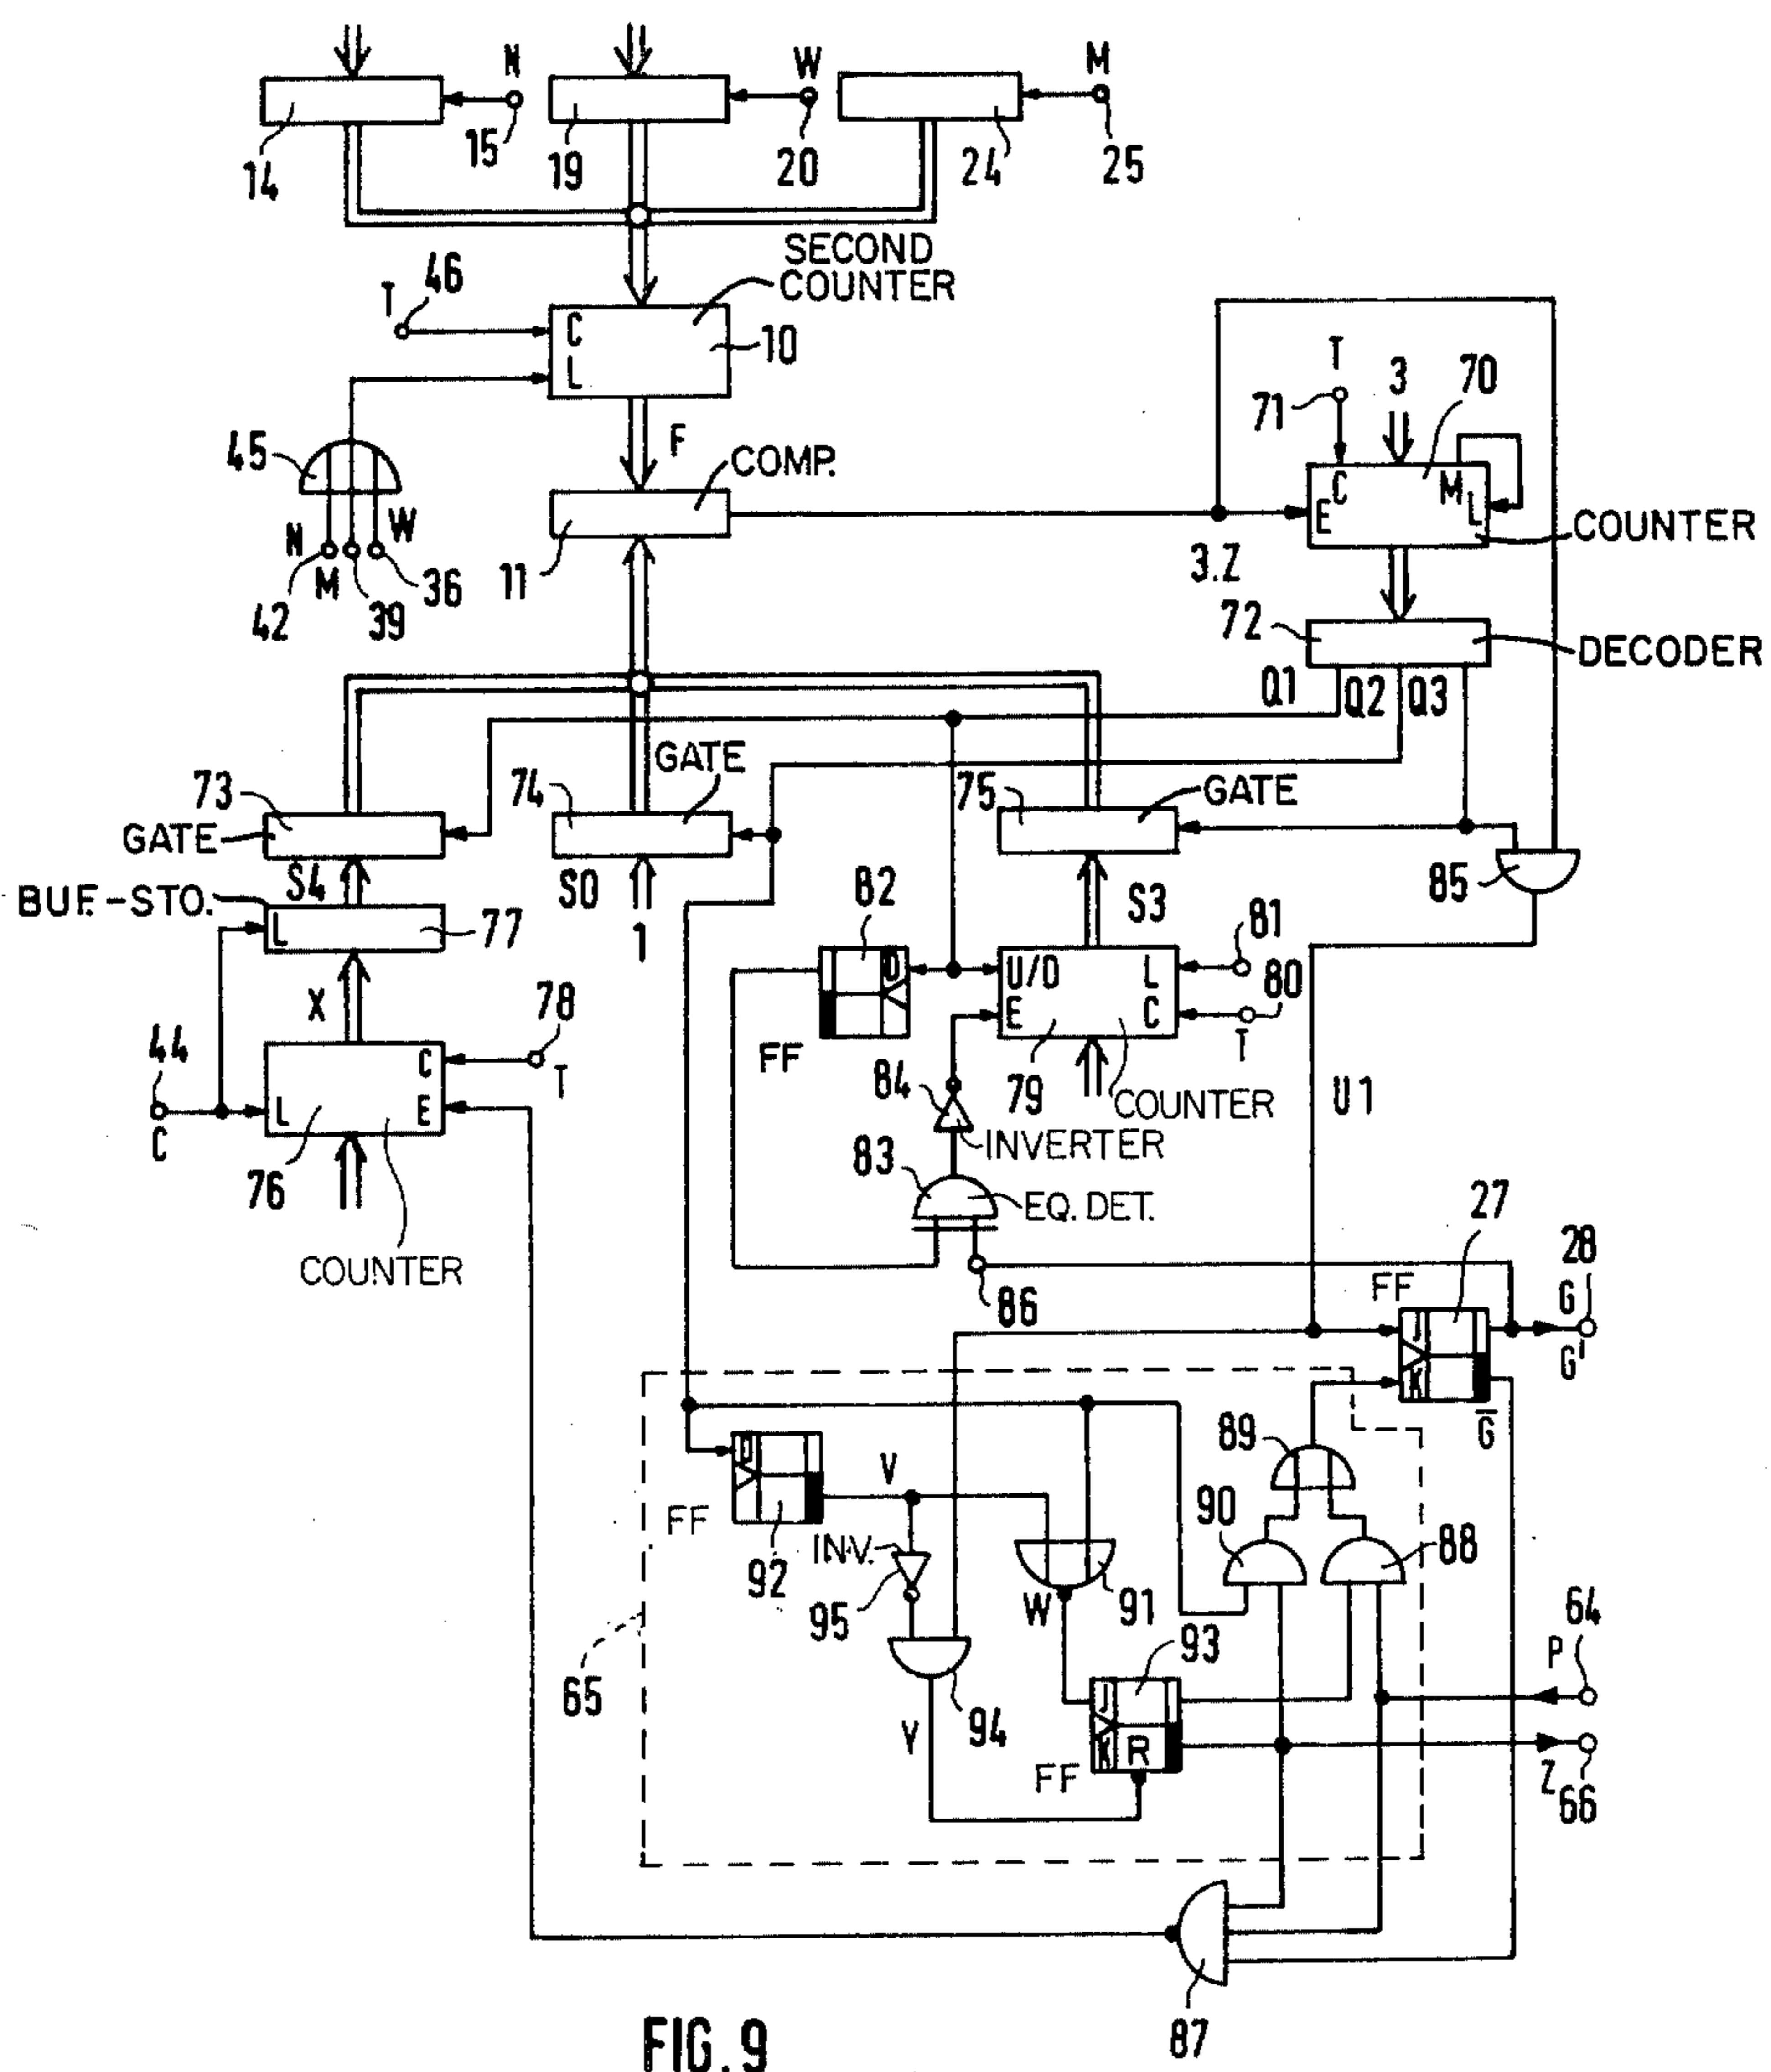 N W M
14 15 19 20 24 25
SECOND
COUNTER
T 46
C
L
10
45
F
COMP.
N M W
42 39 36
11
T 3 70
71
C M
E L
COUNTER
3.Z
72
DECODER
Q1 Q2 Q3
73
GATE
74
GATE
75
GATE
85
S4
S0
1
S3
BUF.-STO.
L
77
82
D
FF
U/D L
E C
81
80
T
79
COUNTER
X
78
T
44
C
C
L E
76
COUNTER
84
INVERTER
83
EQ. DET.
86
U1
27
FF
J
K
28
G
G'
G̅
89
90
88
D
FF
92
V
INV.
95
W
91
94
Y
93
J
K R
FF
65
64
P
Z
66
87
FIG. 9